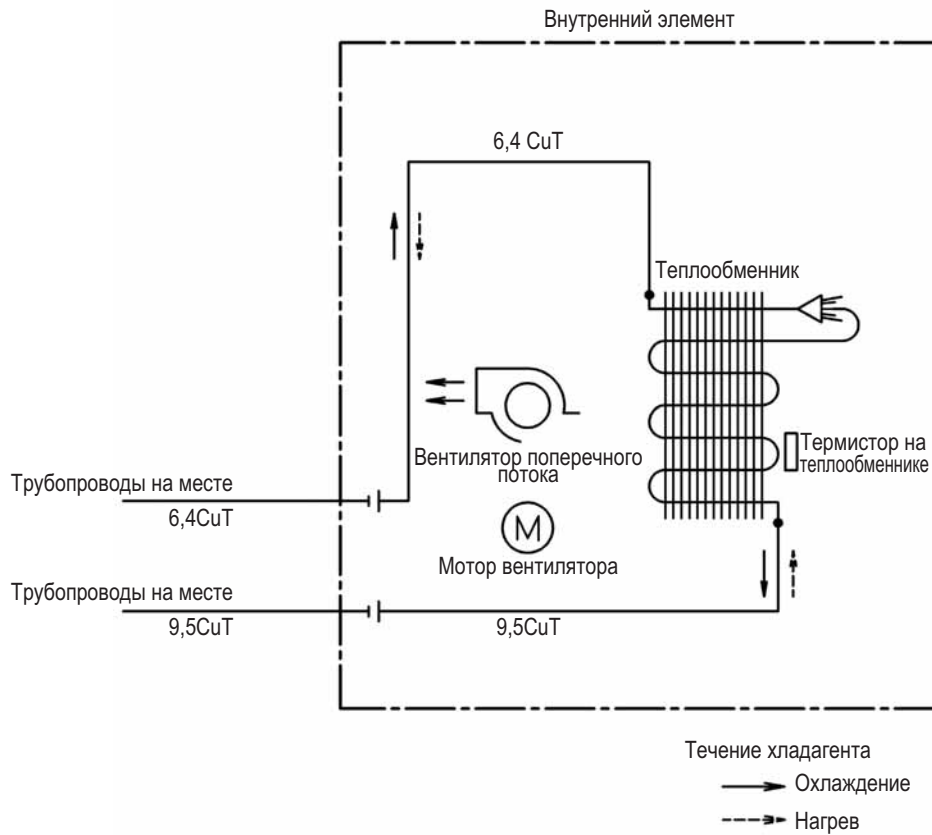 Внутренний элемент
6,4 CuT
Теплообменник
Вентилятор поперечного
потока
Термистор на
теплообменнике
Трубопроводы на месте
6,4CuT
M
Мотор вентилятора
Трубопроводы на месте
9,5CuT
9,5CuT
Течение хладагента
Охлаждение
Нагрев